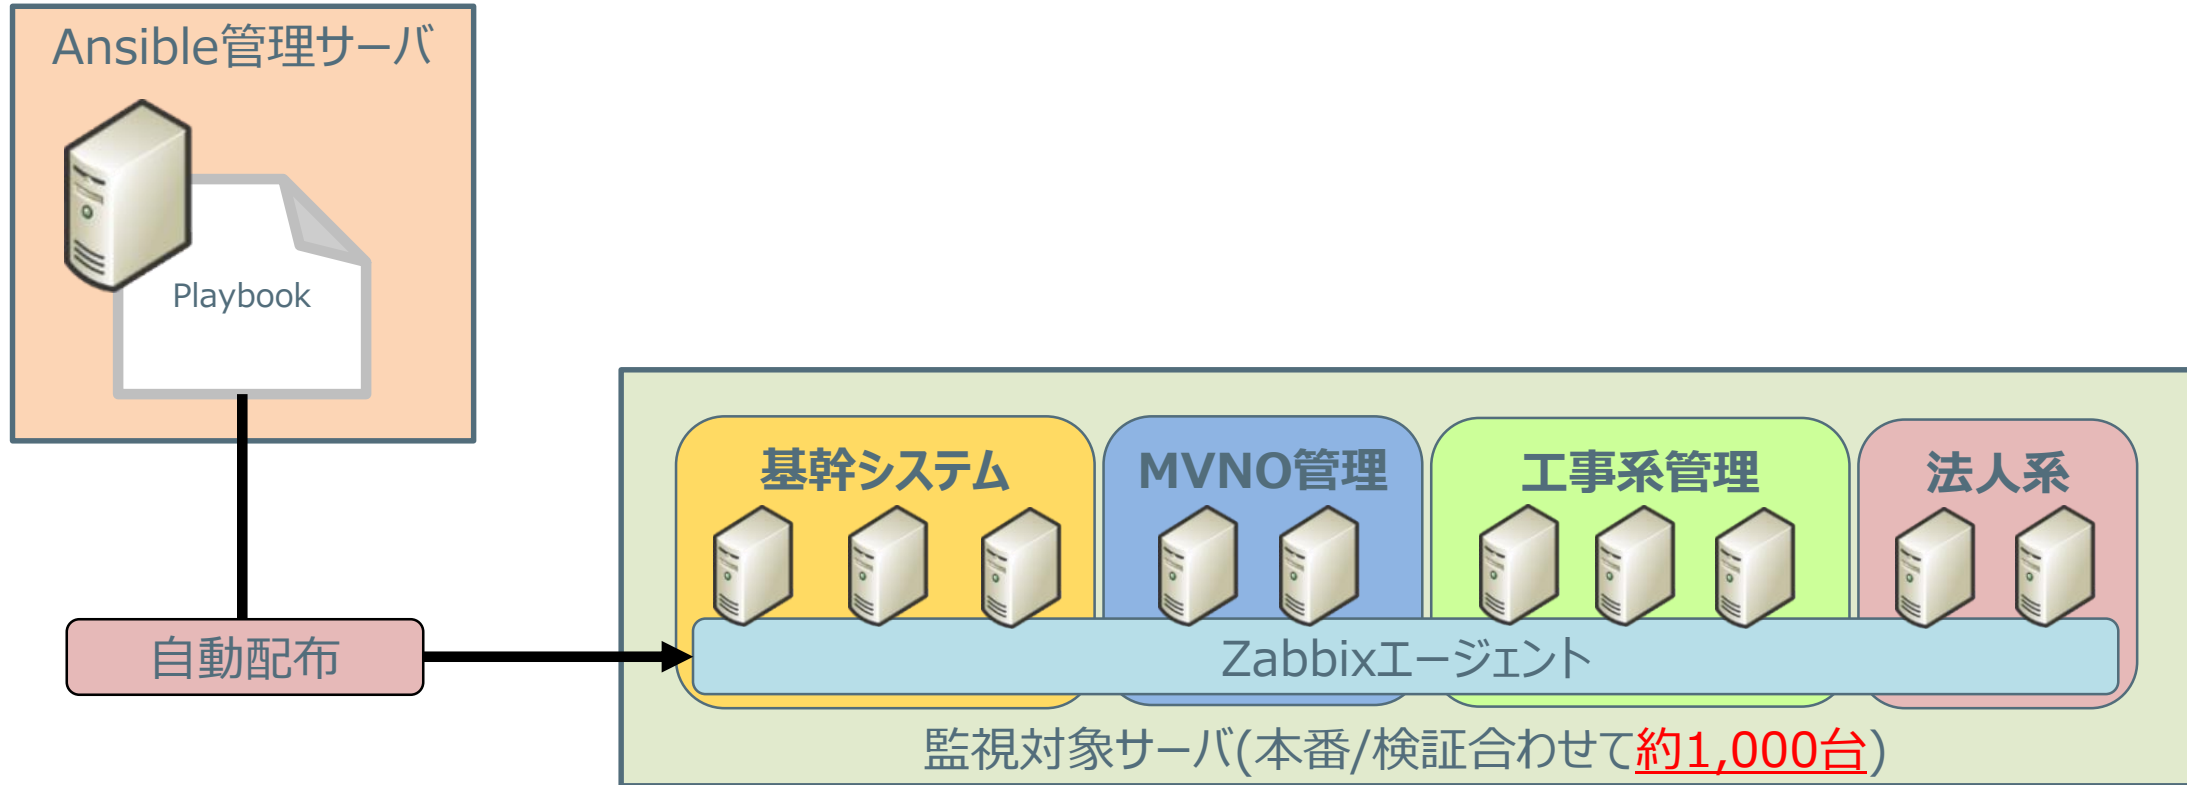 Ansible管理サーバ
Playbook
自動配布
基幹システム
MVNO管理
工事系管理
法人系
Zabbixエージェント
監視対象サーバ(本番/検証合わせて約1,000台)